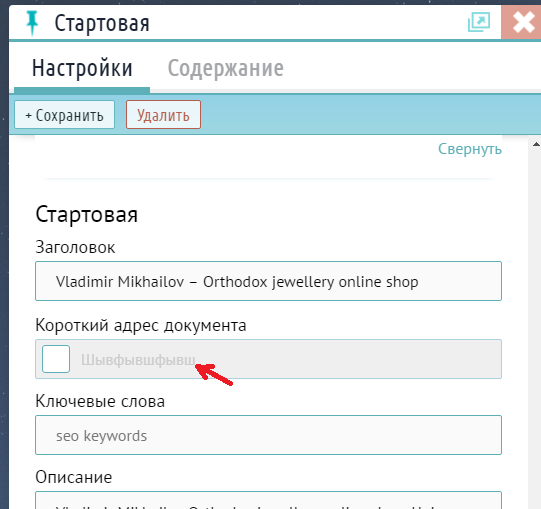 Стартовая
Настройки Содержание
+ Сохранить Удалить
Свернуть
Стартовая
Заголовок
Vladimir Mikhailov – Orthodox jewellery online shop
Короткий адрес документа
Шывфывшфывш
Ключевые слова
seo keywords
Описание